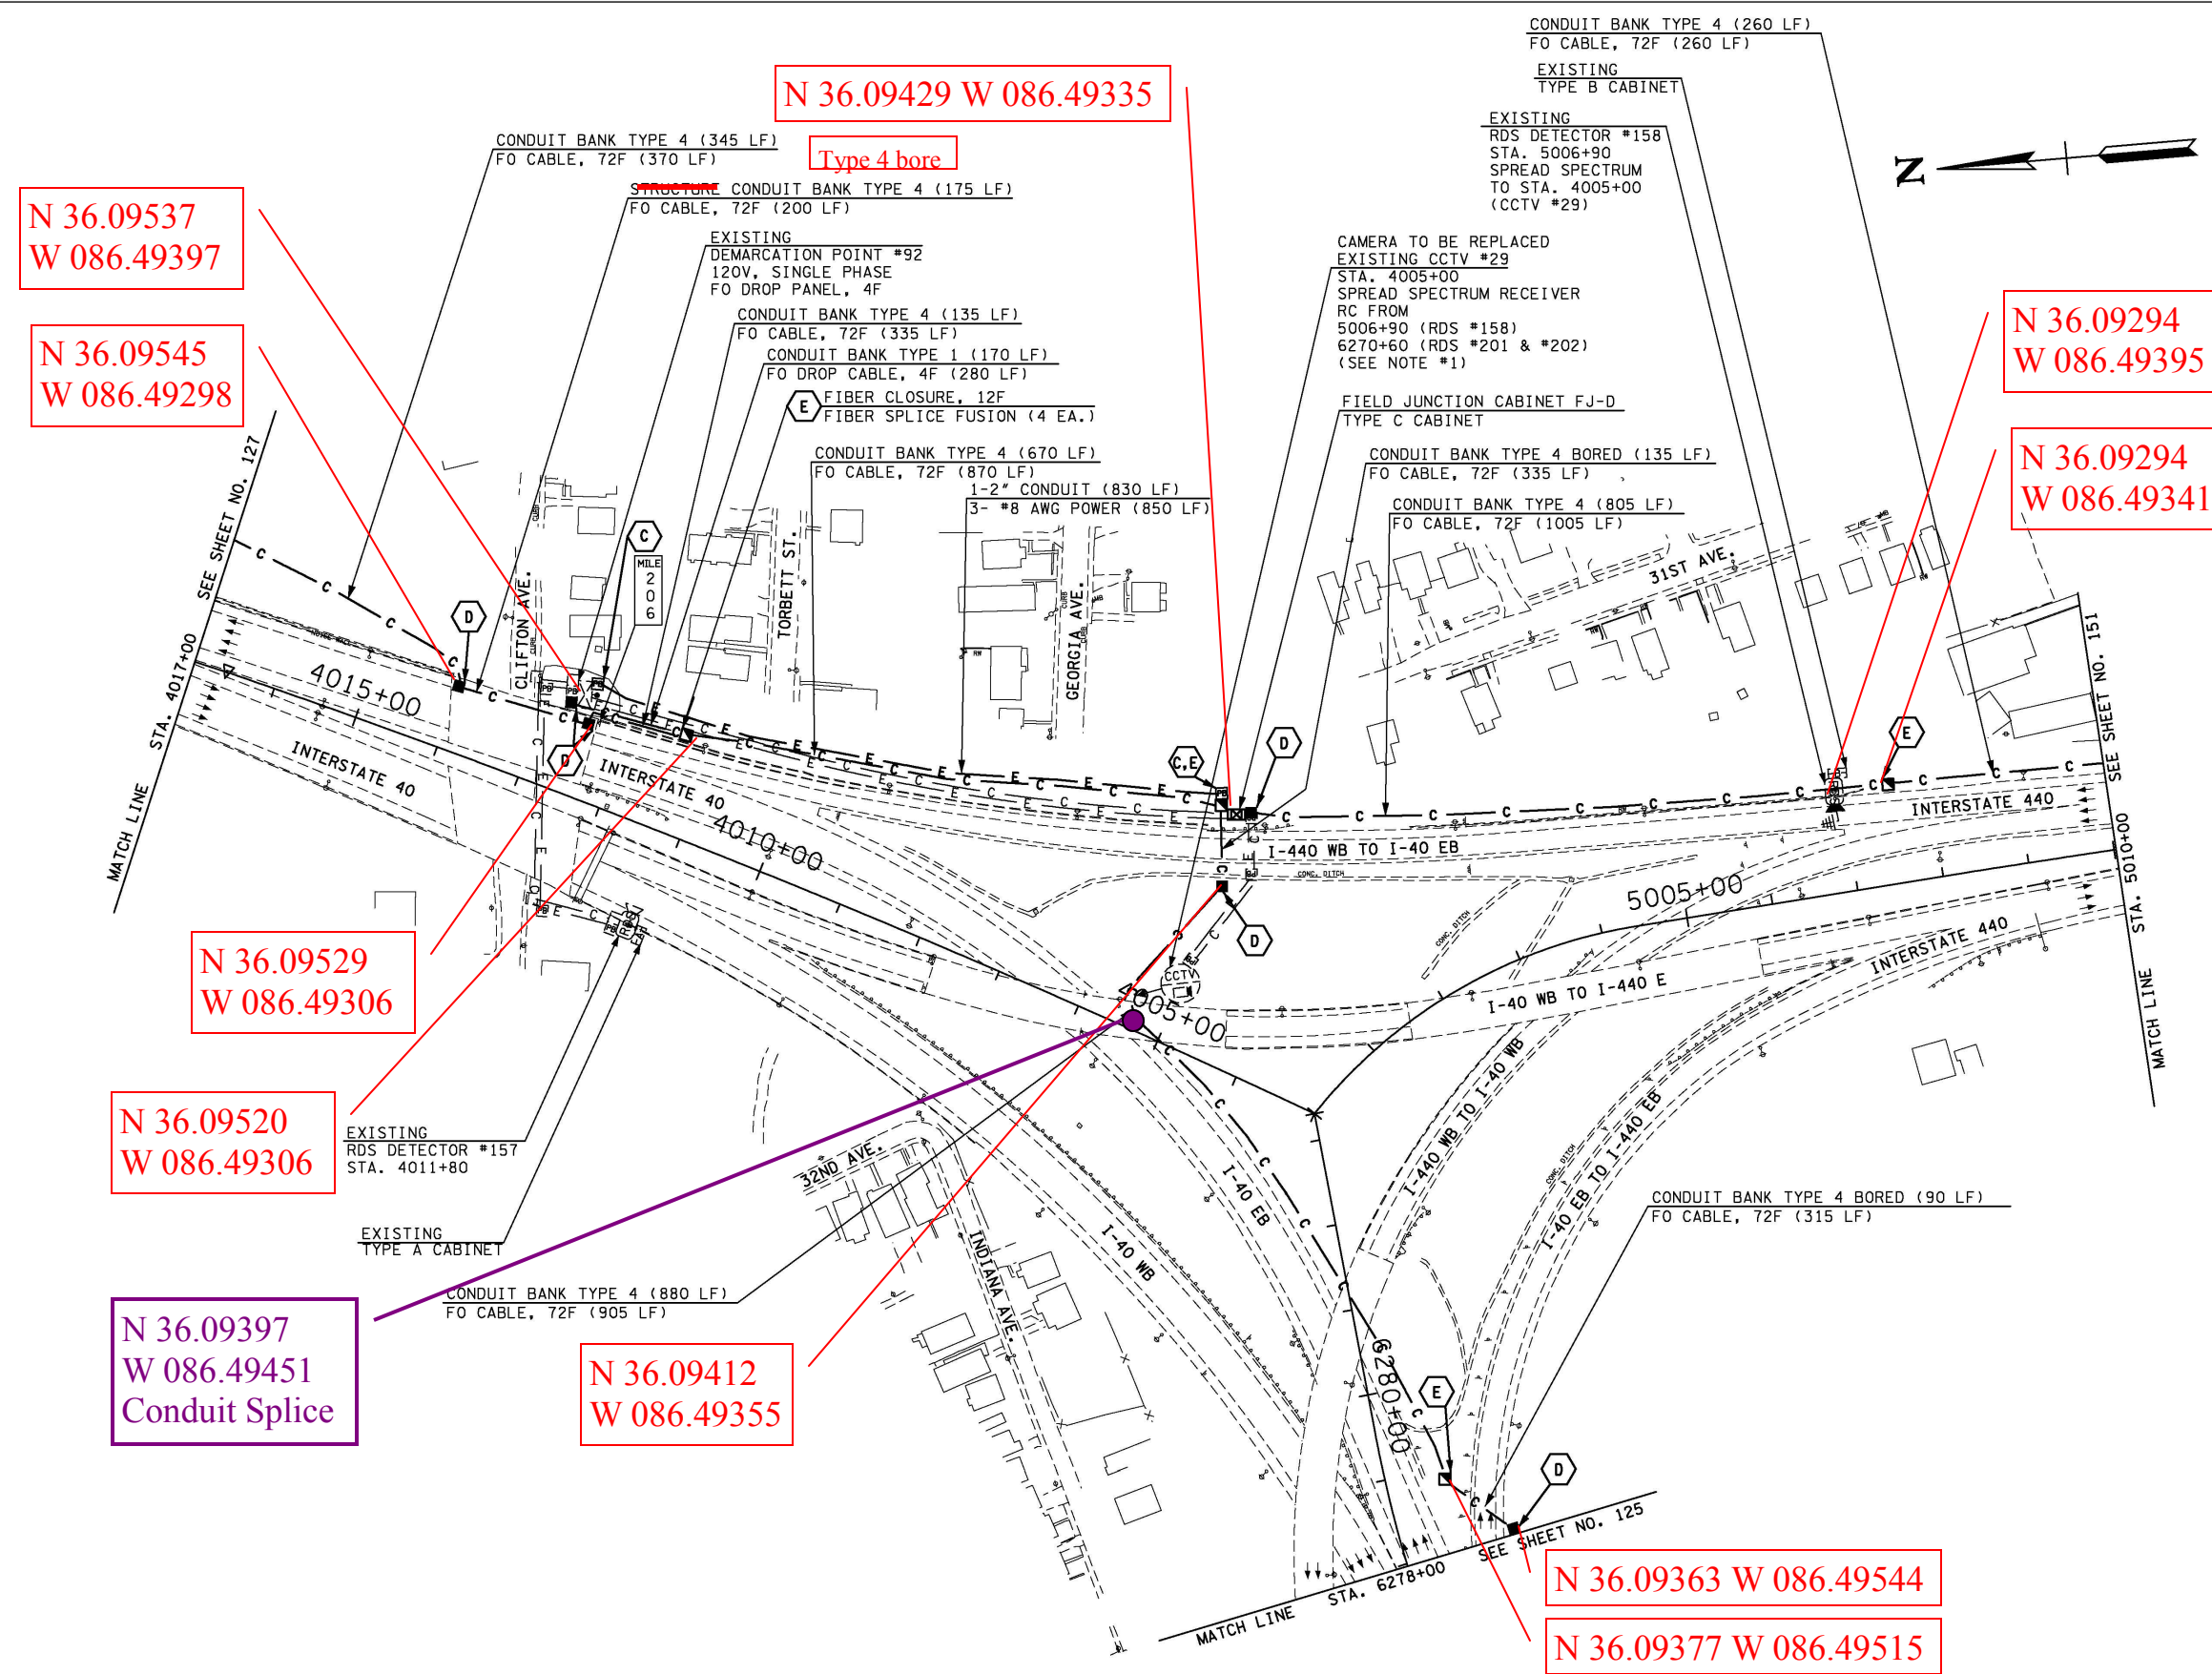 CONDUIT BANK TYPE 4 (260 LF)
FO CABLE, 72F (260 LF)
EXISTING
TYPE B CABINET
EXISTING
RDS DETECTOR #158
STA. 5006+90
SPREAD SPECTRUM
TO STA. 4005+00
(CCTV #29)
N
N 36.09429 W 086.49335
CONDUIT BANK TYPE 4 (345 LF)
FO CABLE, 72F (370 LF)
Type 4 bore
STRUCTURE CONDUIT BANK TYPE 4 (175 LF)
FO CABLE, 72F (200 LF)
N 36.09537
W 086.49397
EXISTING
DEMARCATION POINT #92
120V, SINGLE PHASE
FO DROP PANEL, 4F
CAMERA TO BE REPLACED
EXISTING CCTV #29
STA. 4005+00
SPREAD SPECTRUM RECEIVER
RC FROM
5006+90 (RDS #158)
6270+60 (RDS #201 & #202)
(SEE NOTE #1)
N 36.09294
W 086.49395
N 36.09545
W 086.49298
CONDUIT BANK TYPE 4 (135 LF)
FO CABLE, 72F (335 LF)
CONDUIT BANK TYPE 1 (170 LF)
FO DROP CABLE, 4F (280 LF)
E
FIBER CLOSURE, 12F
FIBER SPLICE FUSION (4 EA.)
FIELD JUNCTION CABINET FJ-D
TYPE C CABINET
N 36.09294
W 086.49341
CONDUIT BANK TYPE 4 (670 LF)
FO CABLE, 72F (870 LF)
1-2" CONDUIT (830 LF)
3- #8 AWG POWER (850 LF)
CONDUIT BANK TYPE 4 BORED (135 LF)
FO CABLE, 72F (335 LF)
CONDUIT BANK TYPE 4 (805 LF)
FO CABLE, 72F (1005 LF)
SEE SHEET NO. 127
MATCH LINE STA. 4017+00
C
MILE
2
0
6
D
CLIFTON AVE.
TORBETT ST.
GEORGIA AVE.
31ST AVE.
SEE SHEET NO. 151
MATCH LINE STA. 5010+00
4015+00
INTERSTATE 40
D
INTERSTATE 40
4010+00
C,E
D
E
INTERSTATE 440
I-440 WB TO I-40 EB
CONC. DITCH
5005+00
D
CONC. DITCH
INTERSTATE 440
CCTV
4005+00
I-40 WB TO I-440 E
N 36.09529
W 086.49306
N 36.09520
W 086.49306
EXISTING
RDS DETECTOR #157
STA. 4011+80
EXISTING
TYPE A CABINET
32ND AVE.
INDIANA AVE.
I-40 WB
I-40 EB
I-440 WB TO I-40 WB
CONC. DITCH
I-40 EB TO I-440 EB
CONDUIT BANK TYPE 4 BORED (90 LF)
FO CABLE, 72F (315 LF)
CONDUIT BANK TYPE 4 (880 LF)
FO CABLE, 72F (905 LF)
N 36.09397
W 086.49451
Conduit Splice
N 36.09412
W 086.49355
6280+00
E
D
MATCH LINE STA. 6278+00
SEE SHEET NO. 125
N 36.09363 W 086.49544
N 36.09377 W 086.49515